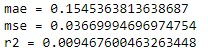 mae = 0.1545363813638687
mse = 0.03669994696974754
r2 = 0.009467600463263448